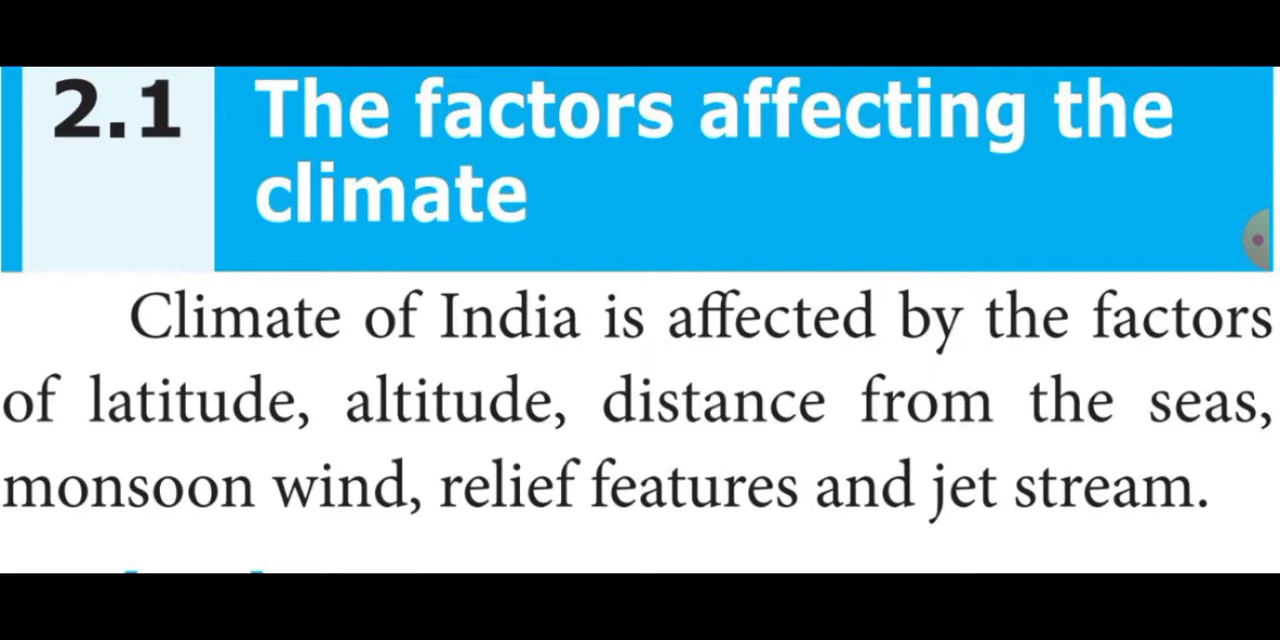 2.1 The factors affecting the
climate
Climate of India is affected by the factors
of latitude, altitude, distance from the seas,
monsoon wind, relief features and jet stream.